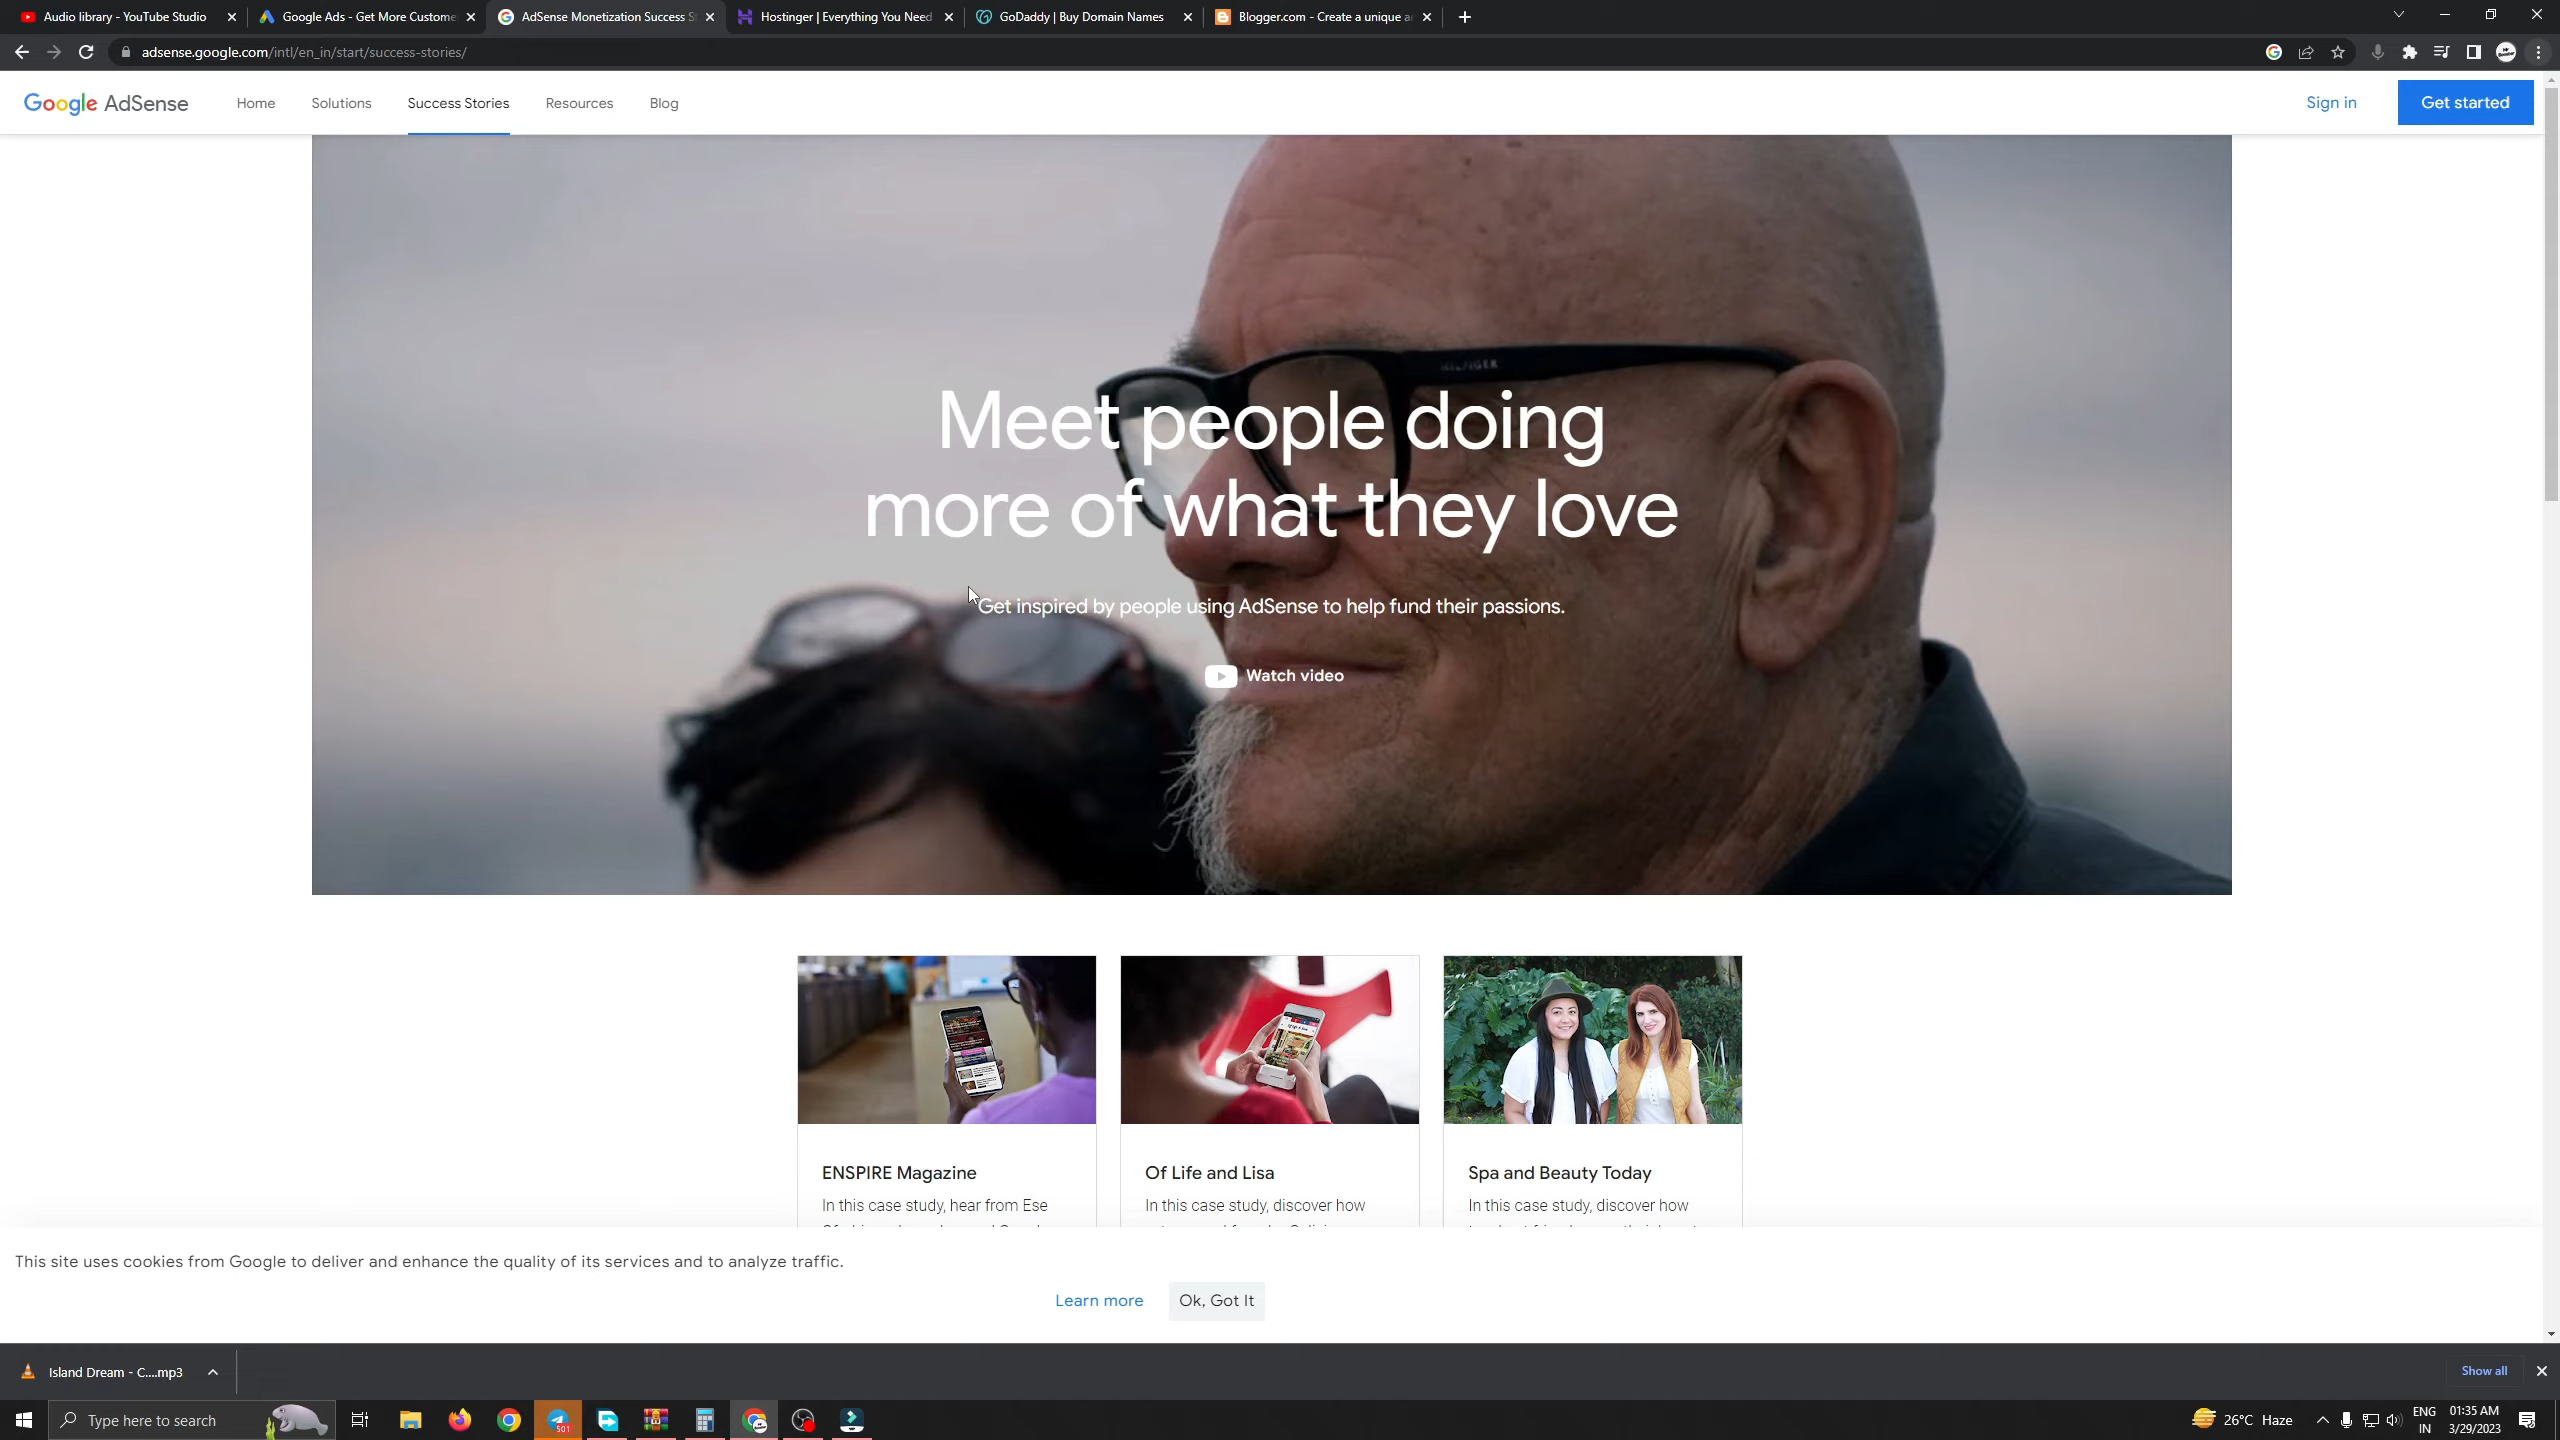 Audio library - YouTube Studio
Google Ads - Get More Custome
AdSense Monetization Success S
Hostinger | Everything You Need
GoDaddy | Buy Domain Names
Blogger.com - Create a unique a
adsense.google.com/intl/en_in/start/success-stories/
Google AdSense
Home
Solutions
Success Stories
Resources
Blog
Sign in
Get started
Meet people doing
more of what they love
Get inspired by people using AdSense to help fund their passions.
Watch video
ENSPIRE Magazine
In this case study, hear from Ese
Of Life and Lisa
In this case study, discover how
Spa and Beauty Today
In this case study, discover how
This site uses cookies from Google to deliver and enhance the quality of its services and to analyze traffic.
Learn more
Ok, Got It
Island Dream - C....mp3
Show all
Type here to search
501
26°C Haze
ENG
IN
01:35 AM
3/29/2023